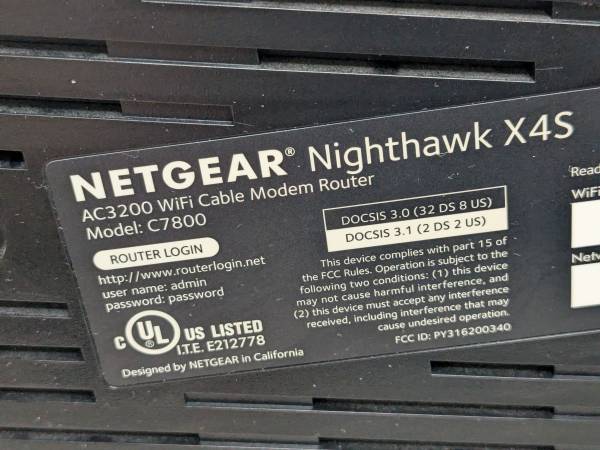 NETGEAR® Nighthawk X4S
AC3200 WiFi Cable Modem Router
Model: C7800
ROUTER LOGIN
http://www.routerlogin.net
user name: admin
password: password
c UL US LISTED
I.T.E. E212778
Designed by NETGEAR in California
DOCSIS 3.0 (32 DS 8 US)
DOCSIS 3.1 (2 DS 2 US)
This device complies with part 15 of
the FCC Rules. Operation is subject to the
following two conditions: (1) this device
may not cause harmful interference, and
(2) this device must accept any interference
received, including interference that may
cause undesired operation.
FCC ID: PY316200340
Read
WiFi
Netw